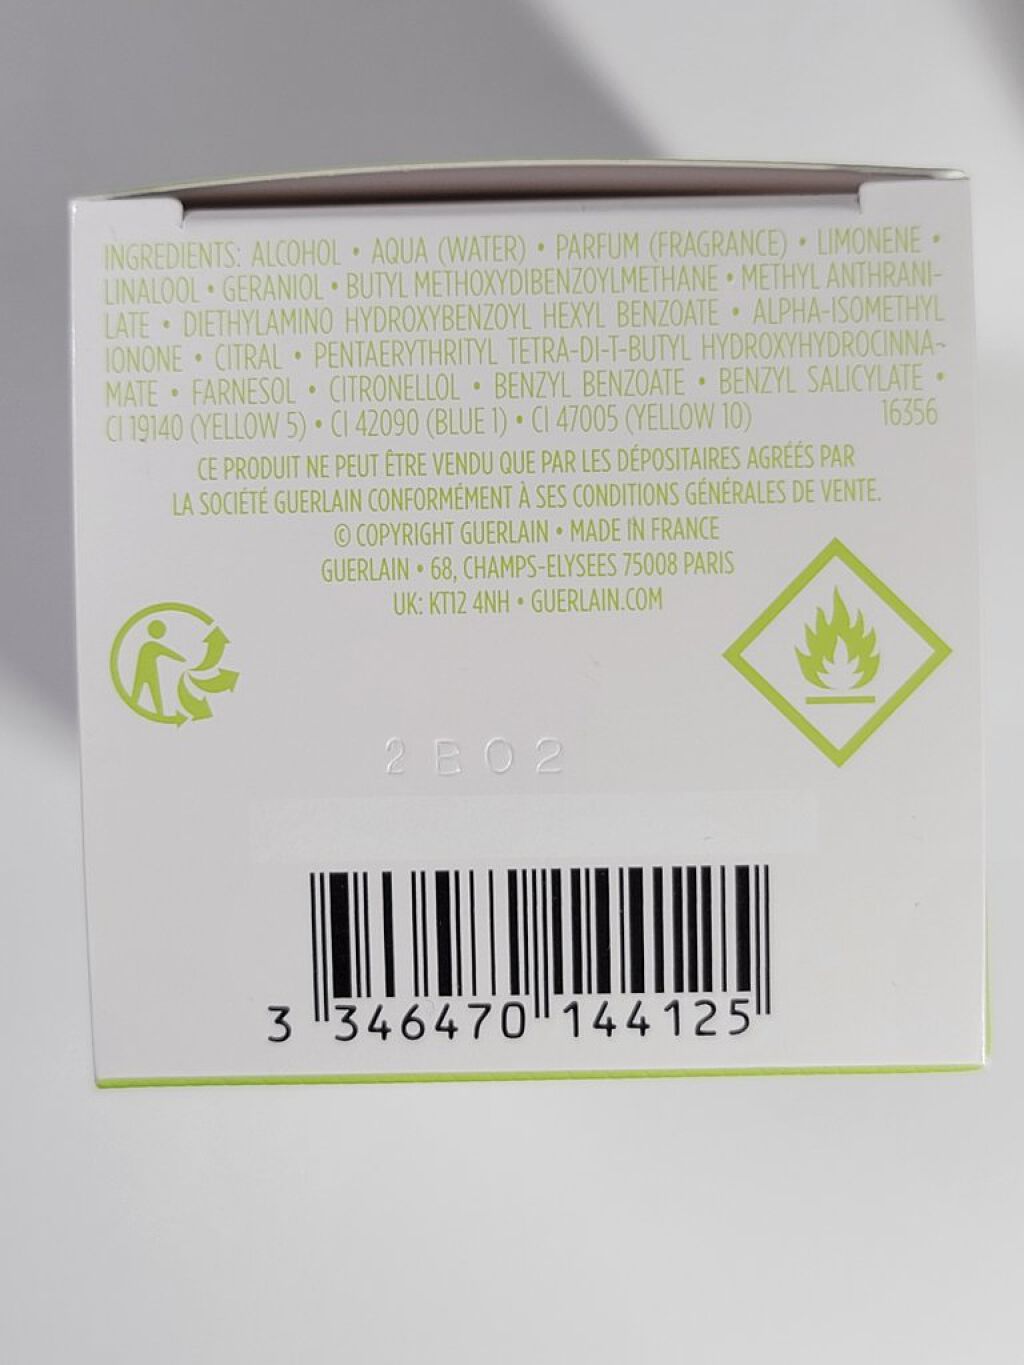 INGREDIENTS: ALCOHOL • AQUA (WATER) • PARFUM (FRAGRANCE) • LIMONENE •
LINALOOL • GERANIOL • BUTYL METHOXYDIBENZOYLMETHANE • METHYL ANTHRANI-
LATE • DIETHYLAMINO HYDROXYBENZOYL HEXYL BENZOATE • ALPHA-ISOMETHYL
IONONE • CITRAL • PENTAERYTHRITYL TETRA-DI-T-BUTYL HYDROXYHYDROCINNA-
MATE • FARNESOL • CITRONELLOL • BENZYL BENZOATE • BENZYL SALICYLATE •
CI 19140 (YELLOW 5) • CI 42090 (BLUE 1) • CI 47005 (YELLOW 10) 16356
CE PRODUIT NE PEUT ÊTRE VENDU QUE PAR LES DÉPOSITAIRES AGRÉÉS PAR
LA SOCIÉTÉ GUERLAIN CONFORMÉMENT À SES CONDITIONS GÉNÉRALES DE VENTE.
© COPYRIGHT GUERLAIN • MADE IN FRANCE
GUERLAIN • 68, CHAMPS-ELYSEES 75008 PARIS
UK: KT12 4NH • GUERLAIN.COM
2B02
3 346470 144125